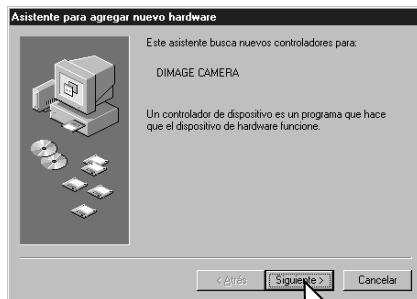 Asistente para agregar nuevo hardware
Este asistente busca nuevos controladores para:
DIMAGE CAMERA
Un controlador de dispositivo es un programa que hace
que el dispositivo de hardware funcione.
< Atrás
Siguiente >
Cancelar